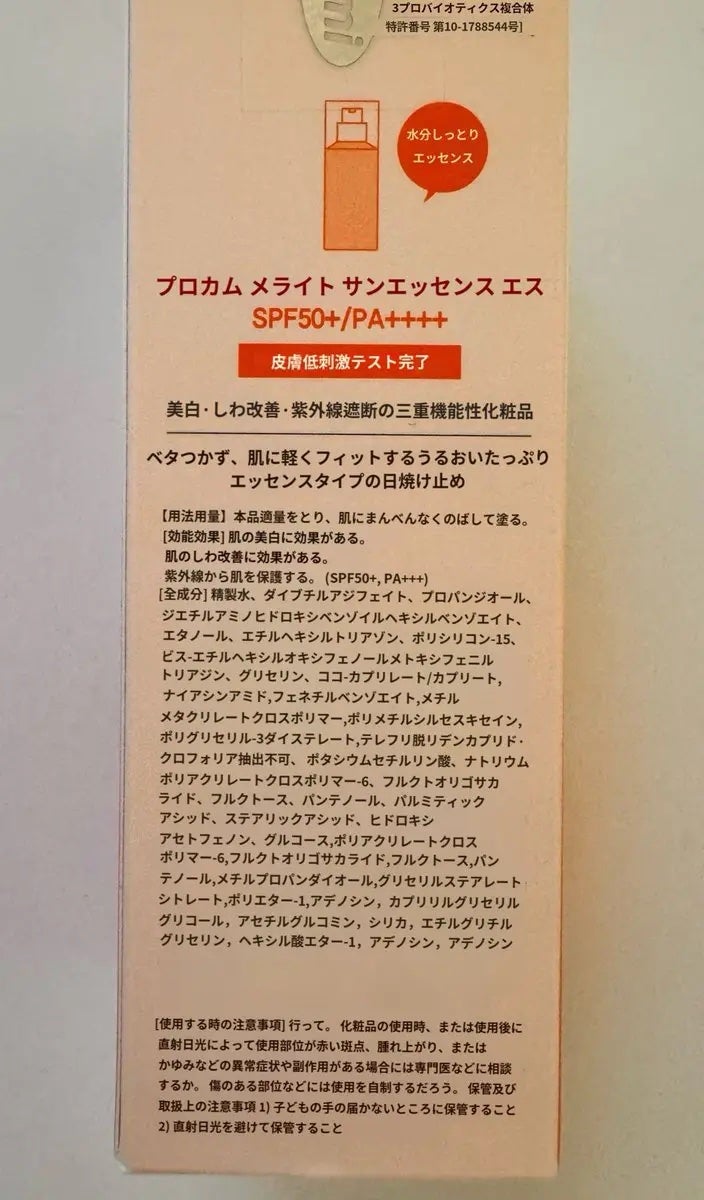 mi
3プロバイオティクス複合体
特許番号 第10-1788544号]
水分しっとり
エッセンス
プロカム メライト サンエッセンス エス
SPF50+/PA++++
皮膚低刺激テスト完了
美白·しわ改善·紫外線遮断の三重機能性化粧品
ベタつかず、肌に軽くフィットするうるおいたっぷり
エッセンスタイプの日焼け止め
【用法用量】本品適量をとり、肌にまんべんなくのばして塗る。
[効能効果] 肌の美白に効果がある。
肌のしわ改善に効果がある。
紫外線から肌を保護する。 (SPF50+, PA+++)
[全成分] 精製水、ダイブチルアジフェイト、プロパンジオール、
ジエチルアミノヒドロキシベンゾイルヘキシルベンゾエイト、
エタノール、エチルヘキシルトリアゾン、ポリシリコン-15、
ビス-エチルヘキシルオキシフェノールメトキシフェニル
トリアジン、グリセリン、ココ-カプリレート/カプリート,
ナイアシンアミド,フェネチルベンゾエイト,メチル
メタクリレートクロスポリマー,ポリメチルシルセスキセイン,
ポリグリセリル-3ダイステレート,テレフリ脱リデンカプリド·
クロフォリア抽出不可、 ポタシウムセチルリン酸、ナトリウム
ポリアクリレートクロスポリマー-6、フルクトオリゴサカ
ライド、フルクトース、パンテノール、パルミティック
アシッド、ステアリックアシッド、ヒドロキシ
アセトフェノン、グルコース,ポリアクリレートクロス
ポリマー-6,フルクトオリゴサカライド,フルクトース,パン
テノール,メチルプロパンダイオール,グリセリルステアレート
シトレート,ポリエター-1,アデノシン，カプリリルグリセリル
グリコール，アセチルグルコミン，シリカ，エチルグリチル
グリセリン，ヘキシル酸エター-1，アデノシン，アデノシン
[使用する時の注意事項] 行って。 化粧品の使用時、または使用後に
直射日光によって使用部位が赤い斑点、腫れ上がり、または
かゆみなどの異常症状や副作用がある場合には専門医などに相談
するか。 傷のある部位などには使用を自制するだろう。 保管及び
取扱上の注意事項 1) 子どもの手の届かないところに保管すること
2) 直射日光を避けて保管すること